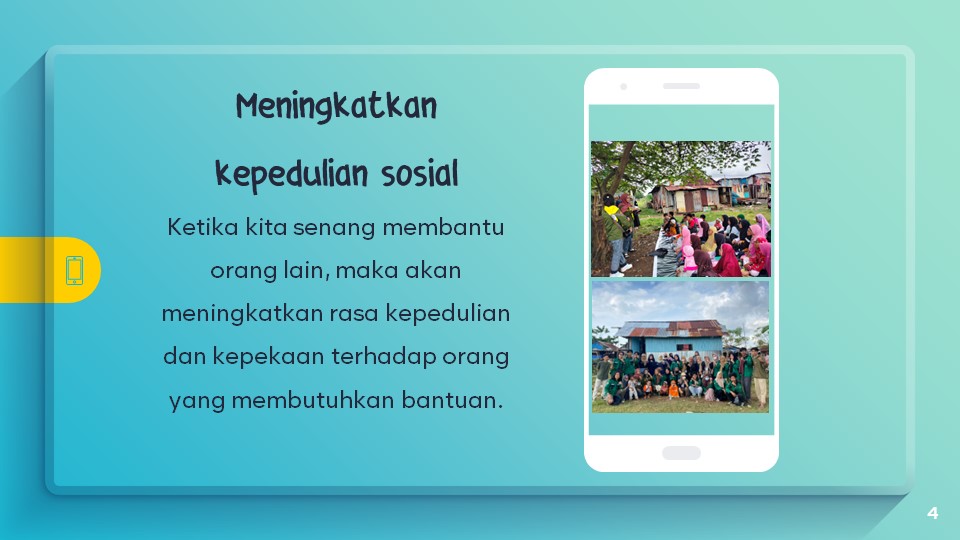 Meningkatkan
kepedulian sosial
Ketika kita senang membantu
orang lain, maka akan
meningkatkan rasa kepedulian
dan kepekaan terhadap orang
yang membutuhkan bantuan.
4